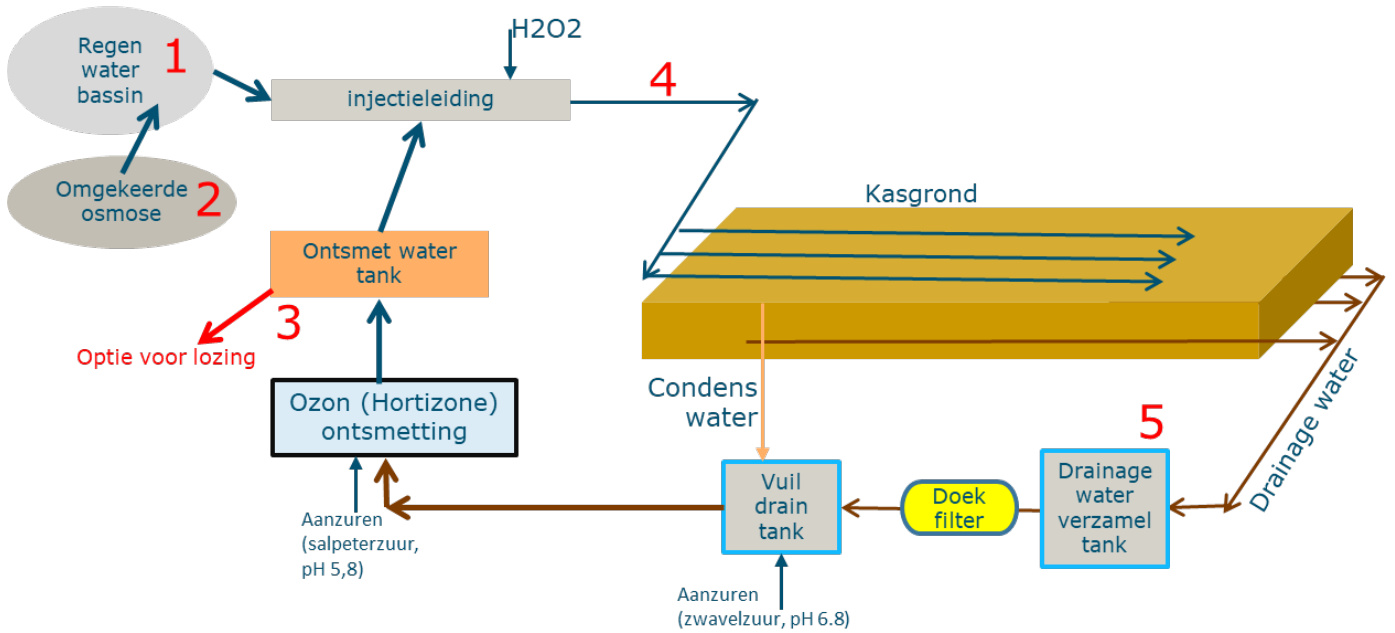 H2O2
Regen
water
bassin
1
injectieleiding
4
Omgekeerde
osmose
2
Kasgrond
Ontsmet water
tank
3
Optie voor lozing
Condens
water
Drainage water
Ozon (Hortizone)
ontsmetting
5
Vuil
drain
tank
Doek
filter
Drainage
water
verzamel
tank
Aanzuren
(salpeterzuur,
pH 5,8)
Aanzuren
(zwavelzuur, pH 6.8)